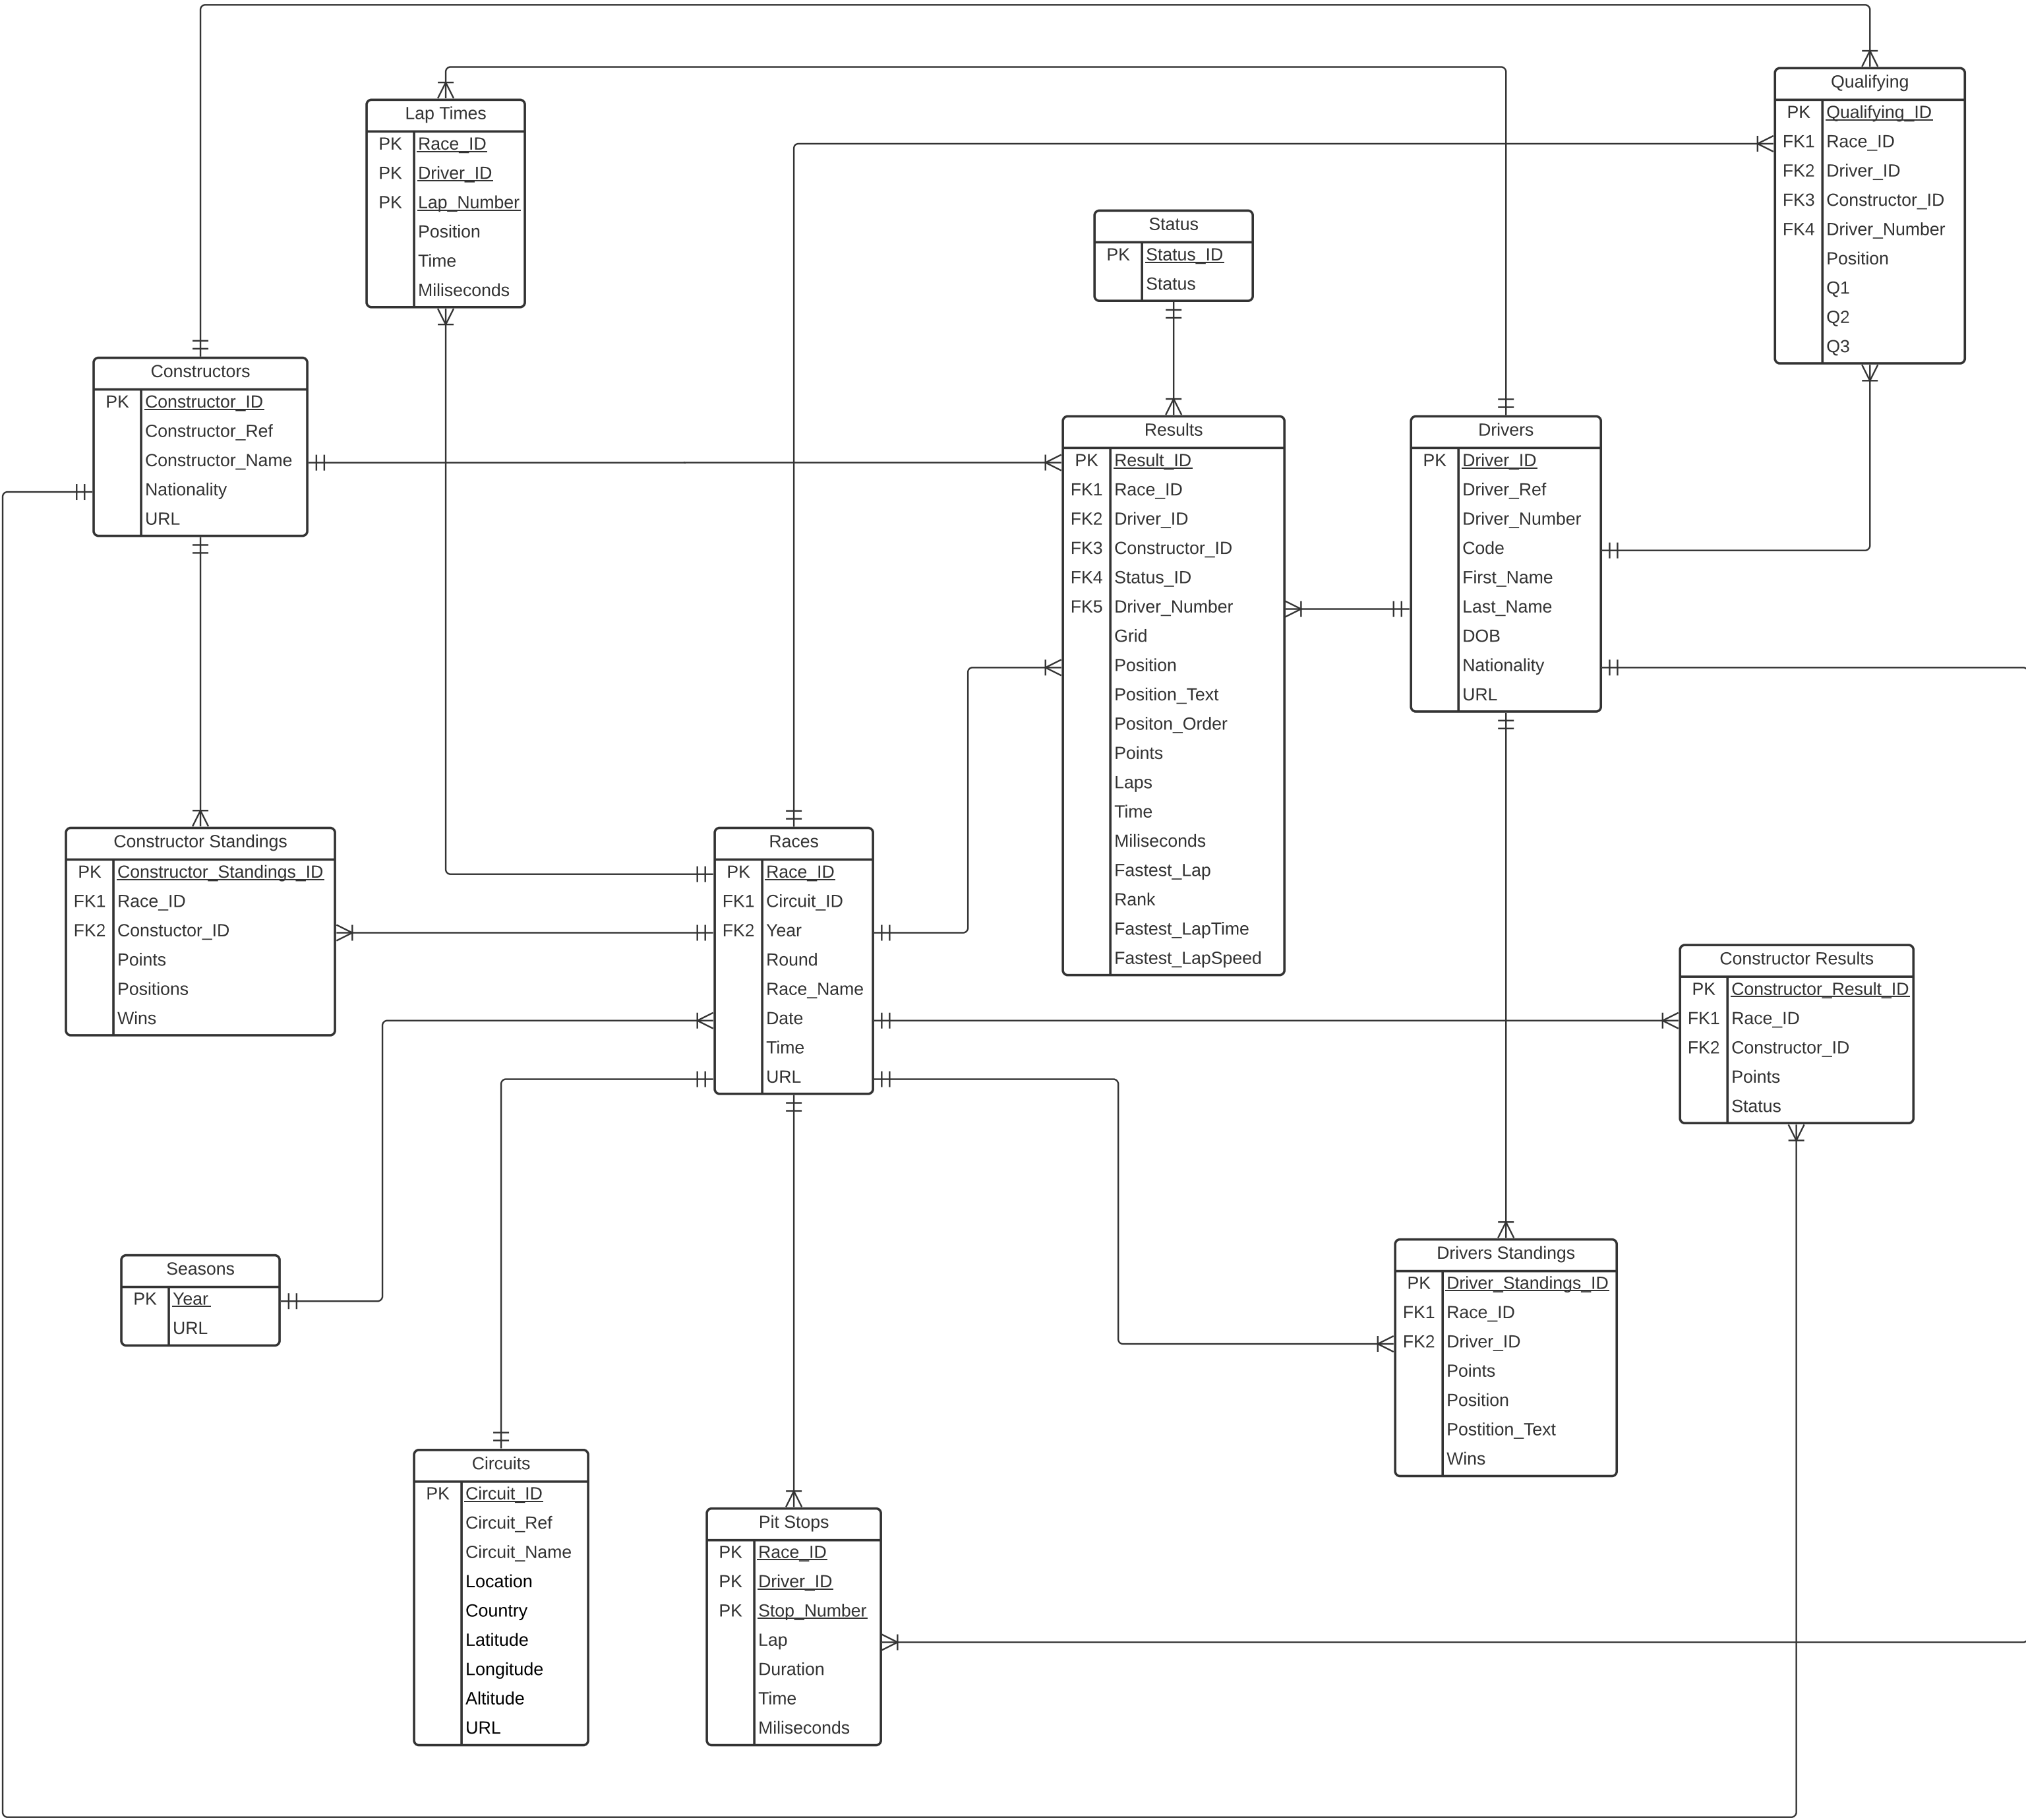 Qualifying
PK Qualifying_ID
FK1 Race_ID
FK2 Driver_ID
FK3 Constructor_ID
FK4 Driver_Number
Position
Q1
Q2
Q3
Lap Times
PK Race_ID
PK Driver_ID
PK Lap_Number
Position
Time
Miliseconds
Status
PK Status_ID
Status
Constructors
PK Constructor_ID
Constructor_Ref
Constructor_Name
Nationality
URL
Results
PK Result_ID
FK1 Race_ID
FK2 Driver_ID
FK3 Constructor_ID
FK4 Status_ID
FK5 Driver_Number
Grid
Position
Position_Text
Positon_Order
Points
Laps
Time
Miliseconds
Fastest_Lap
Rank
Fastest_LapTime
Fastest_LapSpeed
Drivers
PK Driver_ID
Driver_Ref
Driver_Number
Code
First_Name
Last_Name
DOB
Nationality
URL
Constructor Standings
PK Constructor_Standings_ID
FK1 Race_ID
FK2 Constuctor_ID
Points
Positions
Wins
Races
PK Race_ID
FK1 Circuit_ID
FK2 Year
Round
Race_Name
Date
Time
URL
Constructor Results
PK Constructor_Result_ID
FK1 Race_ID
FK2 Constructor_ID
Points
Status
Seasons
PK Year
URL
Drivers Standings
PK Driver_Standings_ID
FK1 Race_ID
FK2 Driver_ID
Points
Position
Postition_Text
Wins
Circuits
PK Circuit_ID
Circuit_Ref
Circuit_Name
Location
Country
Latitude
Longitude
Altitude
URL
Pit Stops
PK Race_ID
PK Driver_ID
PK Stop_Number
Lap
Duration
Time
Miliseconds